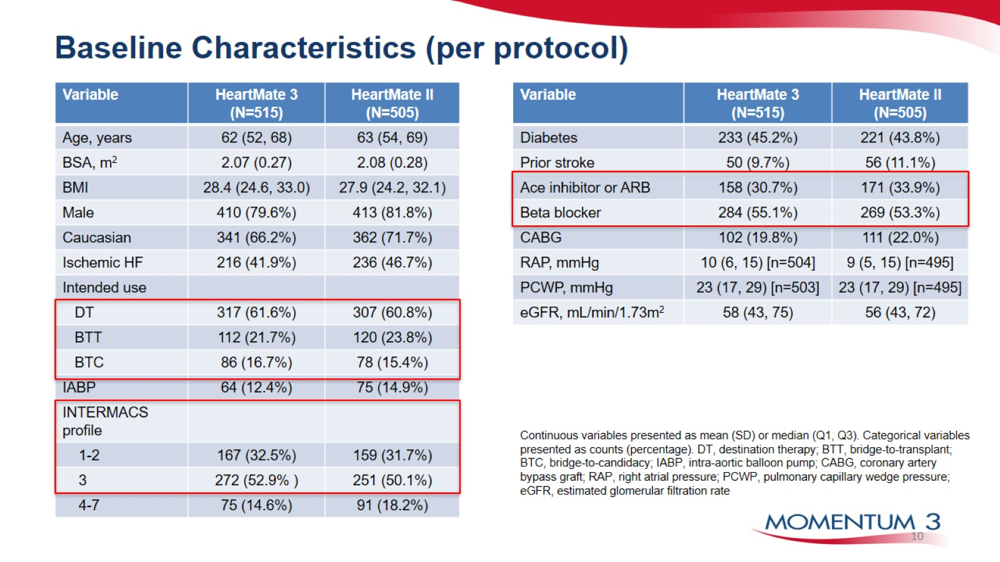 Baseline Characteristics (per protocol)
Variable HeartMate 3 (N=515) HeartMate II (N=505)
Age, years 62 (52, 68) 63 (54, 69)
BSA, m² 2.07 (0.27) 2.08 (0.28)
BMI 28.4 (24.6, 33.0) 27.9 (24.2, 32.1)
Male 410 (79.6%) 413 (81.8%)
Caucasian 341 (66.2%) 362 (71.7%)
Ischemic HF 216 (41.9%) 236 (46.7%)
Intended use
DT 317 (61.6%) 307 (60.8%)
BTT 112 (21.7%) 120 (23.8%)
BTC 86 (16.7%) 78 (15.4%)
IABP 64 (12.4%) 75 (14.9%)
INTERMACS
profile
1-2 167 (32.5%) 159 (31.7%)
3 272 (52.9% ) 251 (50.1%)
4-7 75 (14.6%) 91 (18.2%)
Variable HeartMate 3 (N=515) HeartMate II (N=505)
Diabetes 233 (45.2%) 221 (43.8%)
Prior stroke 50 (9.7%) 56 (11.1%)
Ace inhibitor or ARB 158 (30.7%) 171 (33.9%)
Beta blocker 284 (55.1%) 269 (53.3%)
CABG 102 (19.8%) 111 (22.0%)
RAP, mmHg 10 (6, 15) [n=504] 9 (5, 15) [n=495]
PCWP, mmHg 23 (17, 29) [n=503] 23 (17, 29) [n=495]
eGFR, mL/min/1.73m² 58 (43, 75) 56 (43, 72)
Continuous variables presented as mean (SD) or median (Q1, Q3). Categorical variables
presented as counts (percentage). DT, destination therapy; BTT, bridge-to-transplant;
BTC, bridge-to-candidacy; IABP, intra-aortic balloon pump; CABG, coronary artery
bypass graft; RAP, right atrial pressure; PCWP, pulmonary capillary wedge pressure;
eGFR, estimated glomerular filtration rate
MOMENTUM 3
10